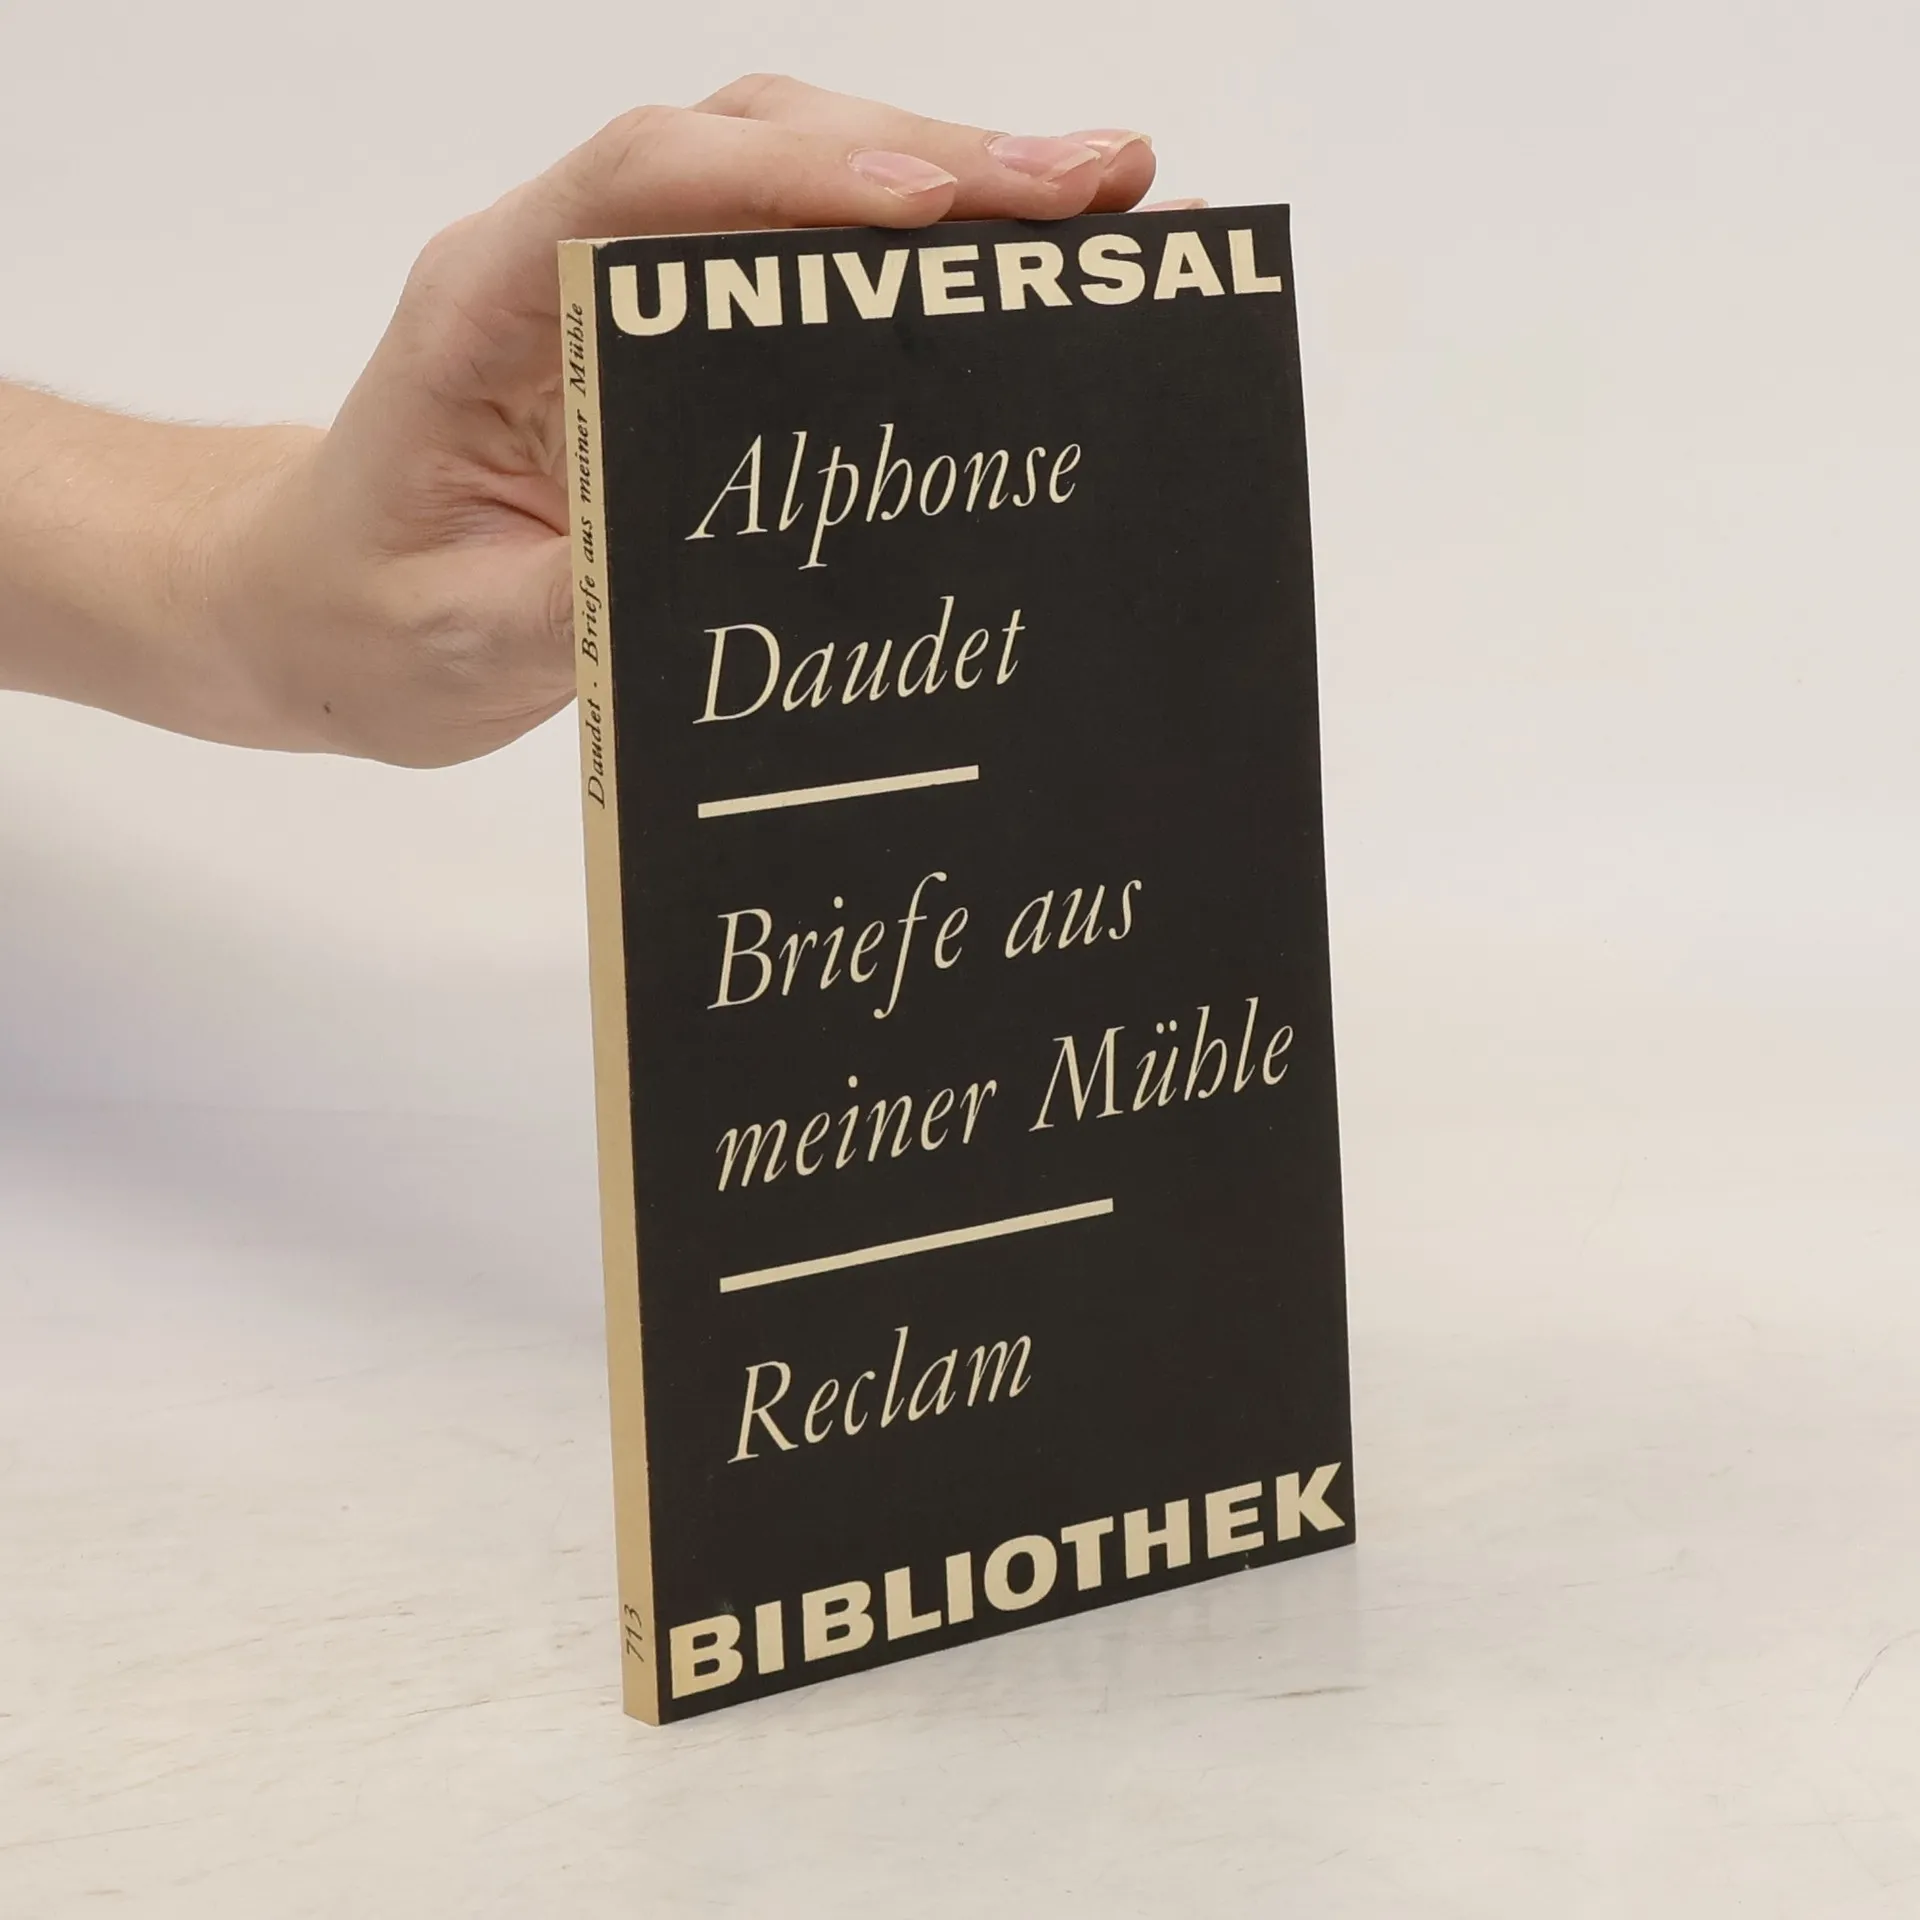 UNIVERSAL
Alphonse
Daudet
Briefe aus
meiner Mühle
Reclam
BIBLIOTHEK
Daudet · Briefe aus meiner Mühle
713